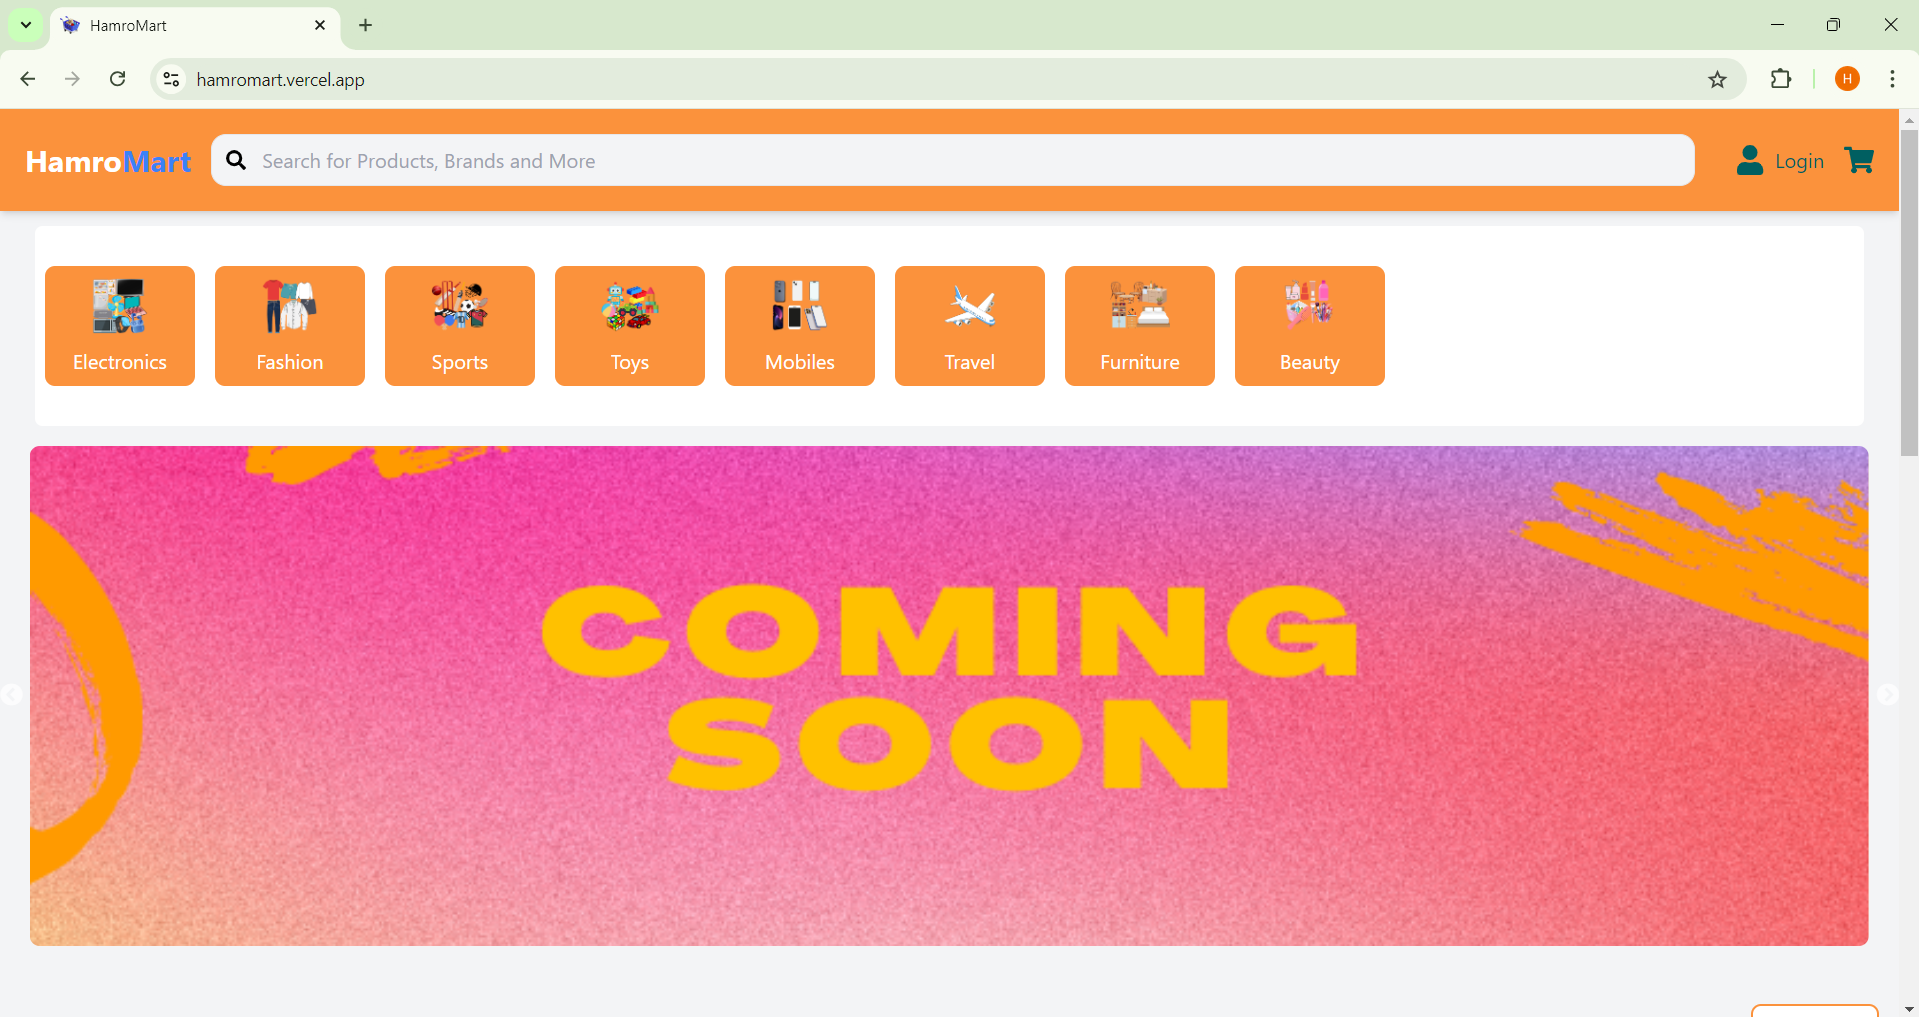 HamroMart
hamromart.vercel.app
H
HamroMart
Search for Products, Brands and More
Login
Electronics
Fashion
Sports
Toys
Mobiles
Travel
Furniture
Beauty
COMING
SOON